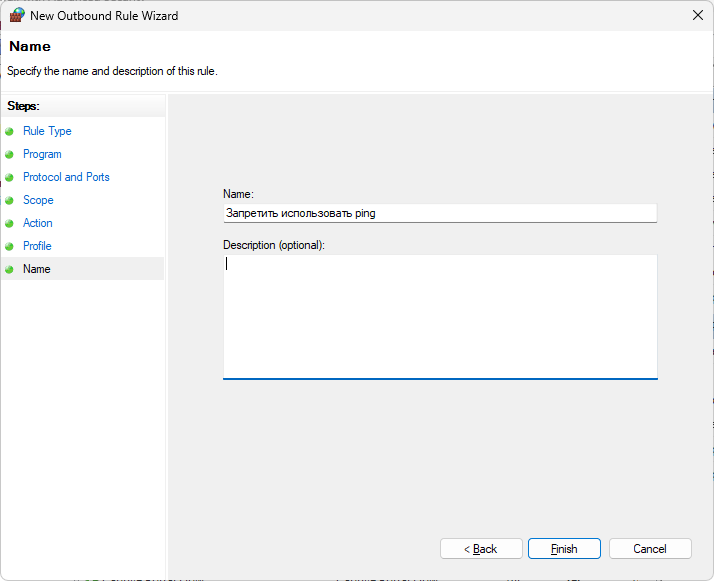 New Outbound Rule Wizard
Name
Specify the name and description of this rule.
Steps:
Rule Type
Program
Protocol and Ports
Scope
Action
Profile
Name
Name:
Запретить использовать ping
Description (optional):
< Back
Finish
Cancel